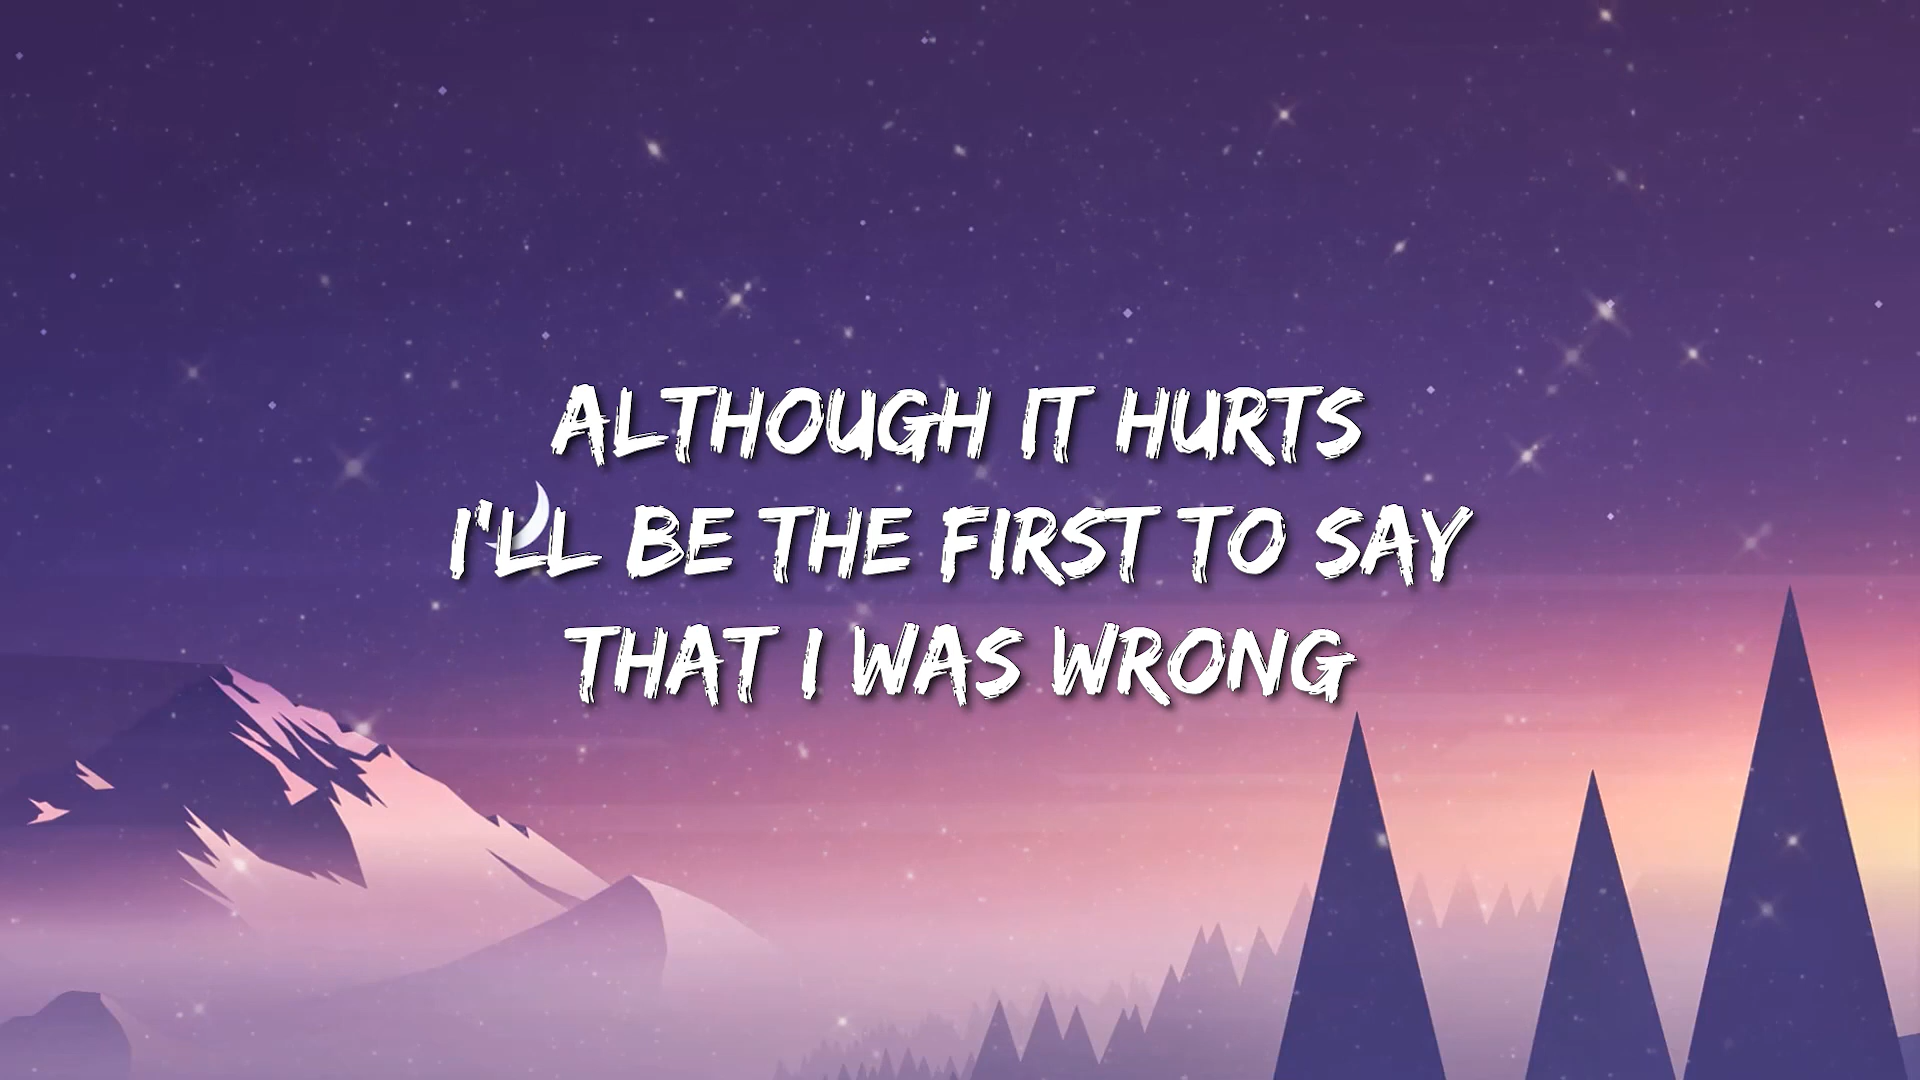 ALTHOUGH IT HURTS
I'LL BE THE FIRST TO SAY
THAT I WAS WRONG